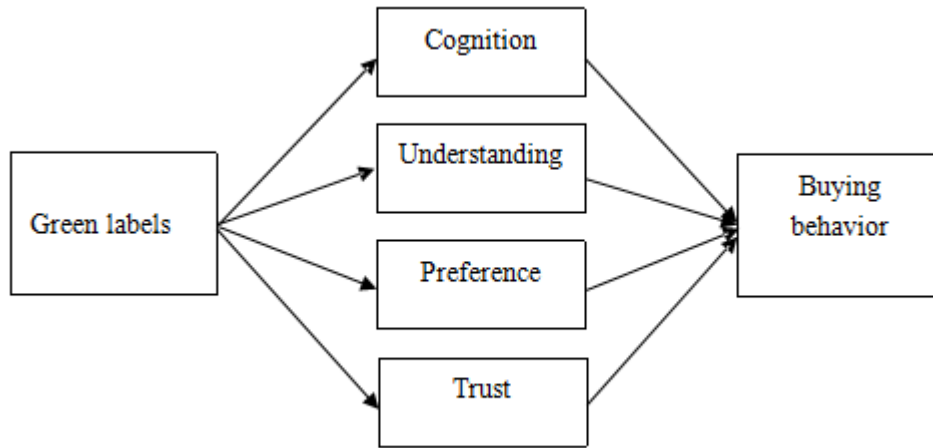 Cognition
Understanding
Green labels
Buying
behavior
Preference
Trust